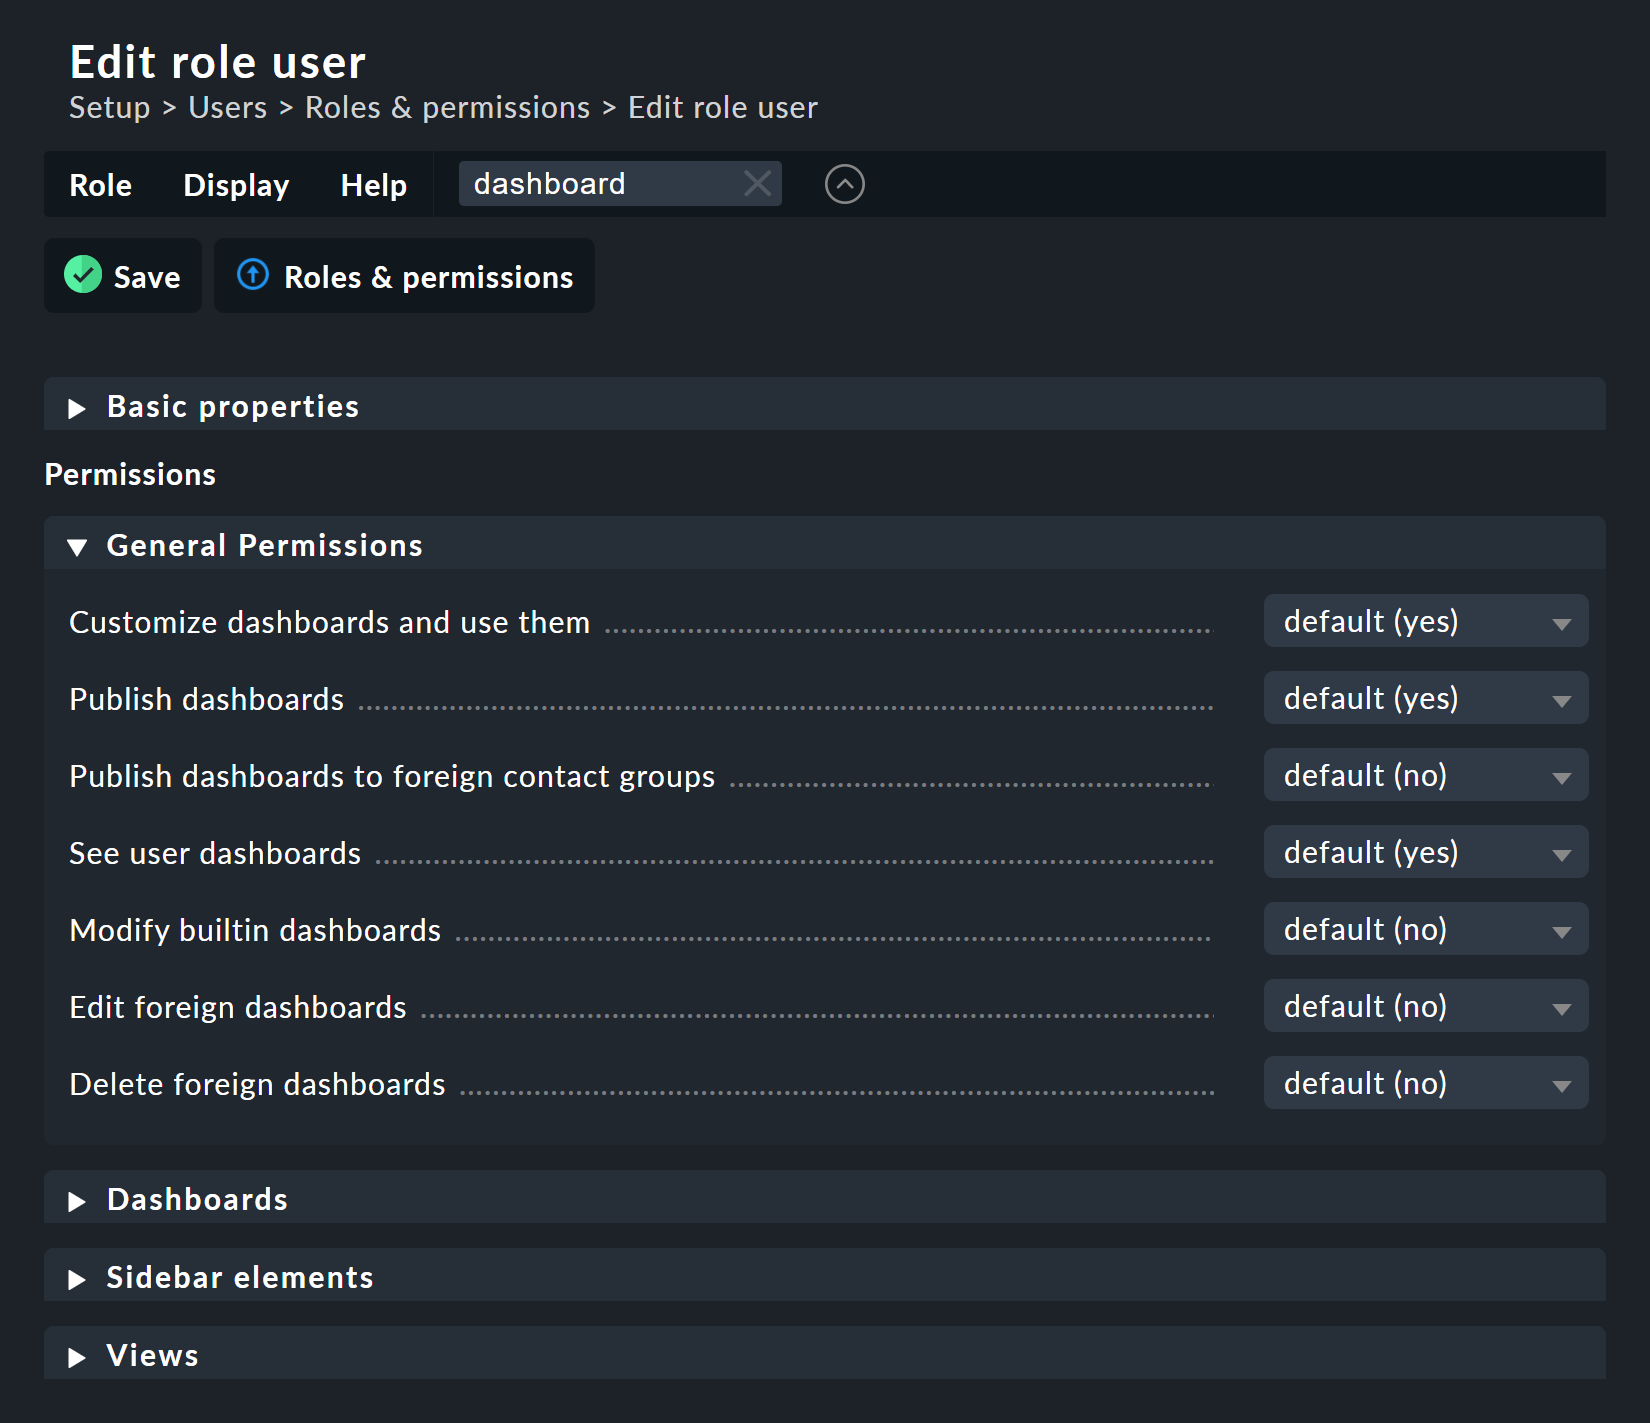 Edit role user
Setup > Users > Roles & permissions > Edit role user
Role Display Help dashboard
Save Roles & permissions
Basic properties
Permissions
General Permissions
Customize dashboards and use them default (yes)
Publish dashboards default (yes)
Publish dashboards to foreign contact groups default (no)
See user dashboards default (yes)
Modify builtin dashboards default (no)
Edit foreign dashboards default (no)
Delete foreign dashboards default (no)
Dashboards
Sidebar elements
Views